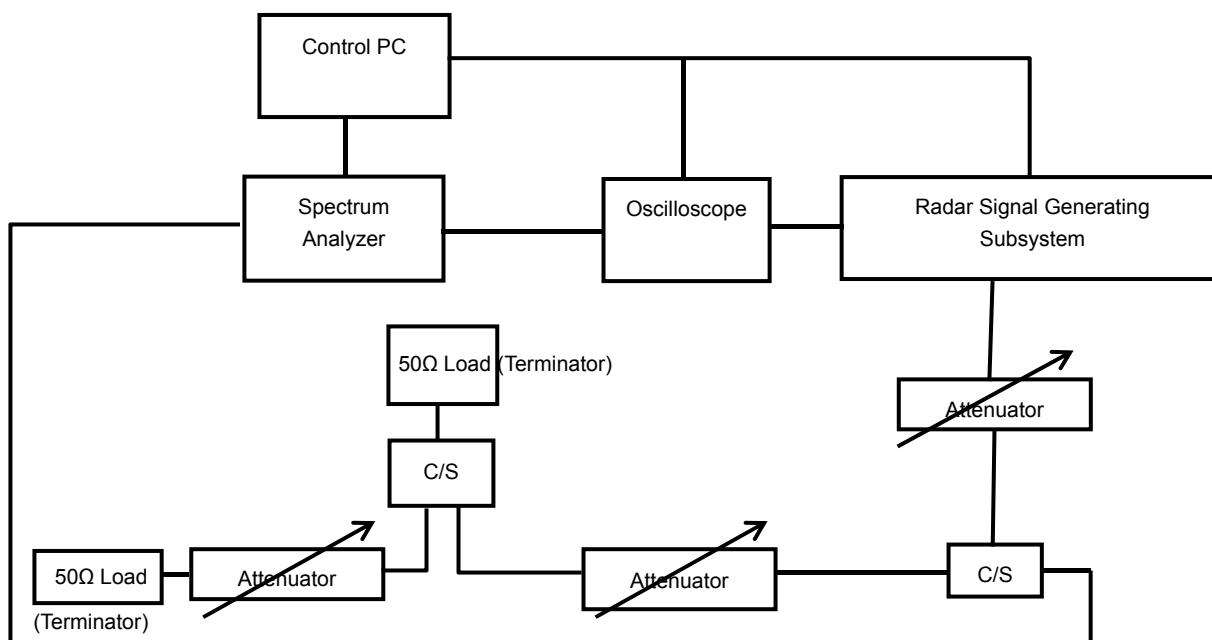 Control PC
Spectrum
Analyzer
Oscilloscope
Radar Signal Generating
Subsystem
50Ω Load (Terminator)
Attenuator
C/S
50Ω Load
(Terminator)
Attenuator
Attenuator
C/S